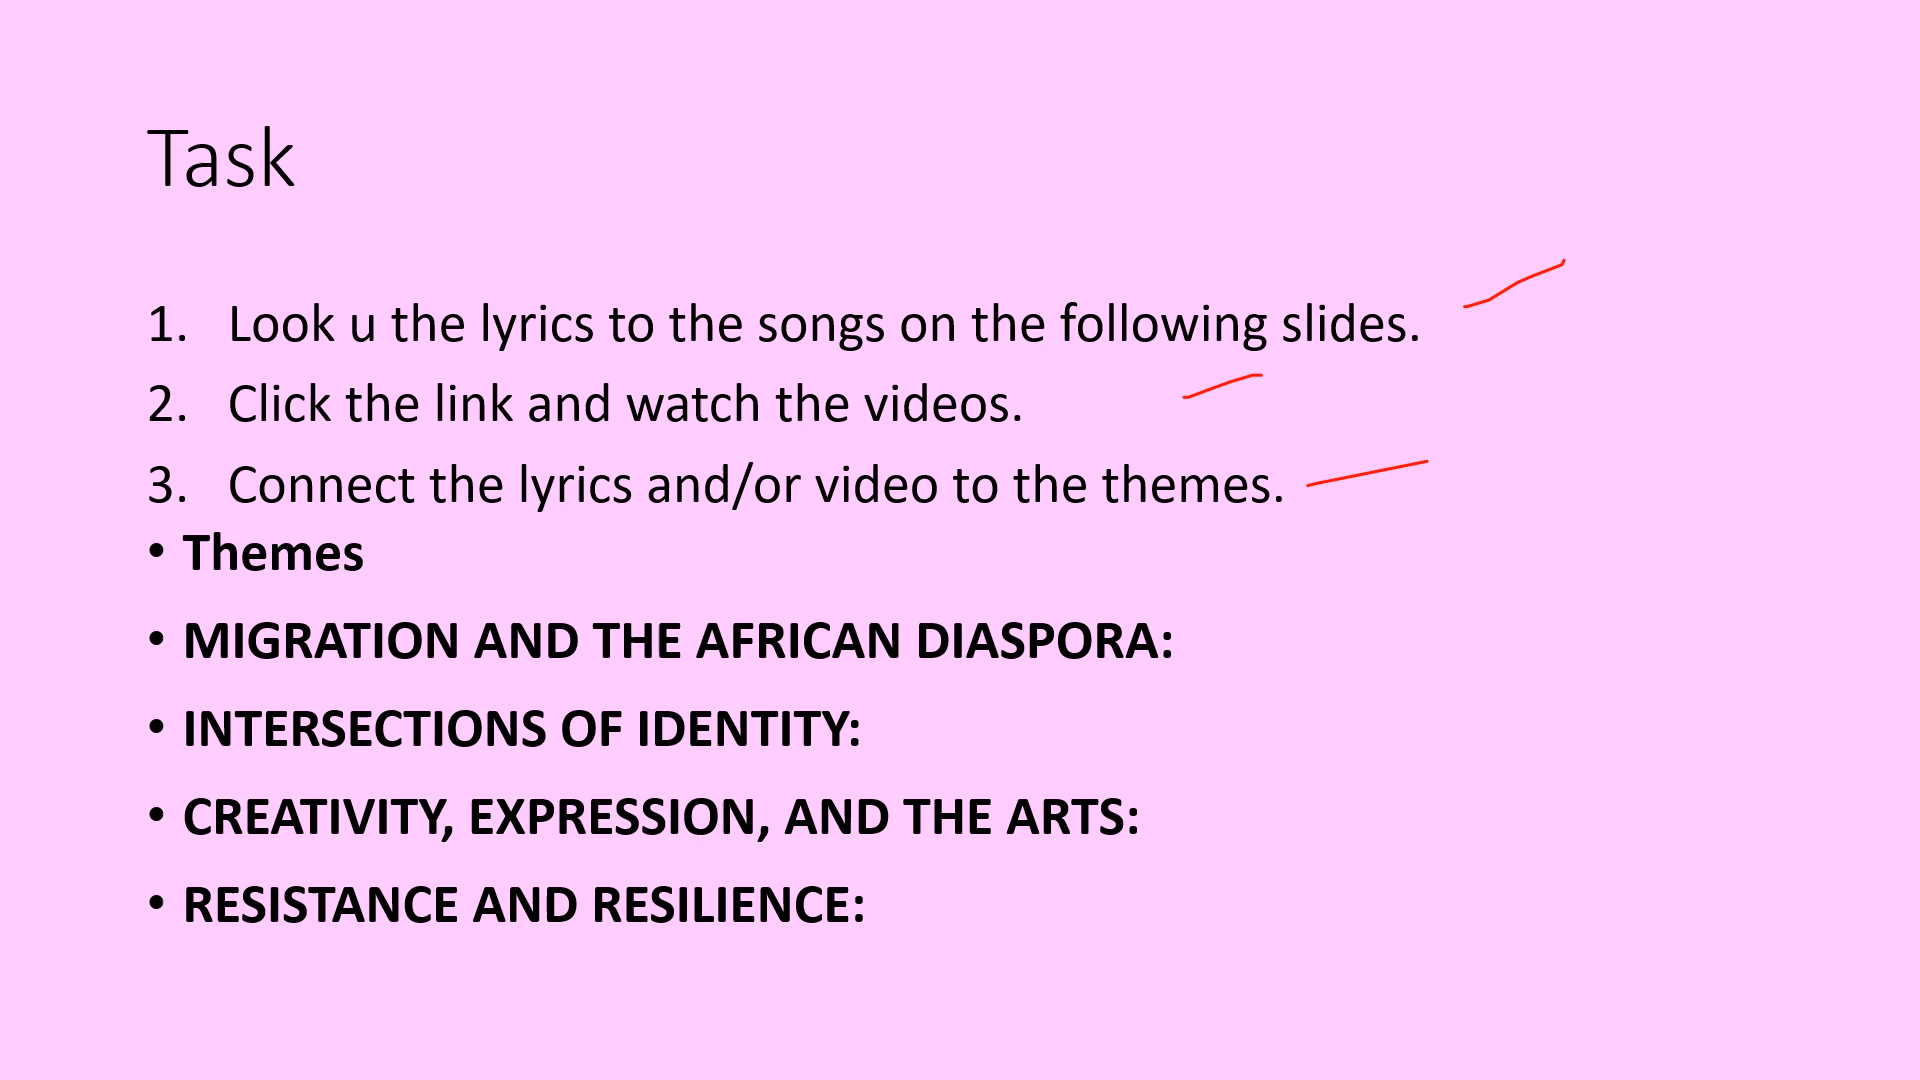 Task
1. Look u the lyrics to the songs on the following slides.
2. Click the link and watch the videos.
3. Connect the lyrics and/or video to the themes.
• Themes
• MIGRATION AND THE AFRICAN DIASPORA:
• INTERSECTIONS OF IDENTITY:
• CREATIVITY, EXPRESSION, AND THE ARTS:
• RESISTANCE AND RESILIENCE: